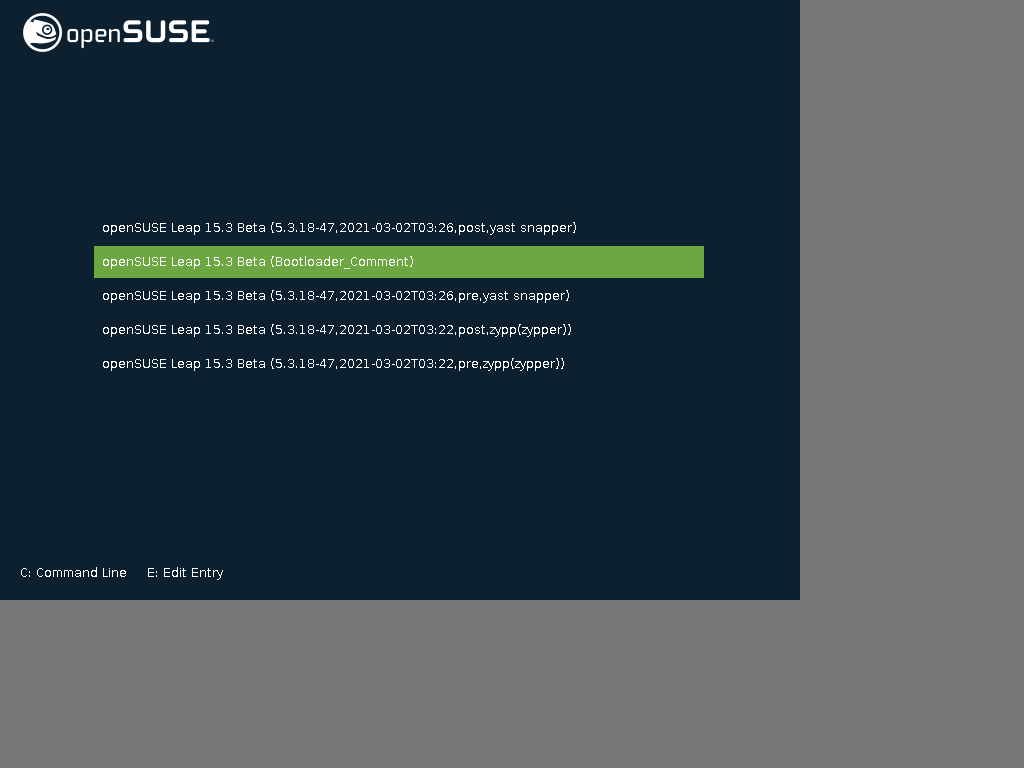 openSUSE.
openSUSE Leap 15.3 Beta (5.3.18-47,2021-03-02T03:26,post,yast snapper)
openSUSE Leap 15.3 Beta (Bootloader_Comment)
openSUSE Leap 15.3 Beta (5.3.18-47,2021-03-02T03:26,pre,yast snapper)
openSUSE Leap 15.3 Beta (5.3.18-47,2021-03-02T03:22,post,zypp(zypper))
openSUSE Leap 15.3 Beta (5.3.18-47,2021-03-02T03:22,pre,zypp(zypper))
C: Command Line E: Edit Entry